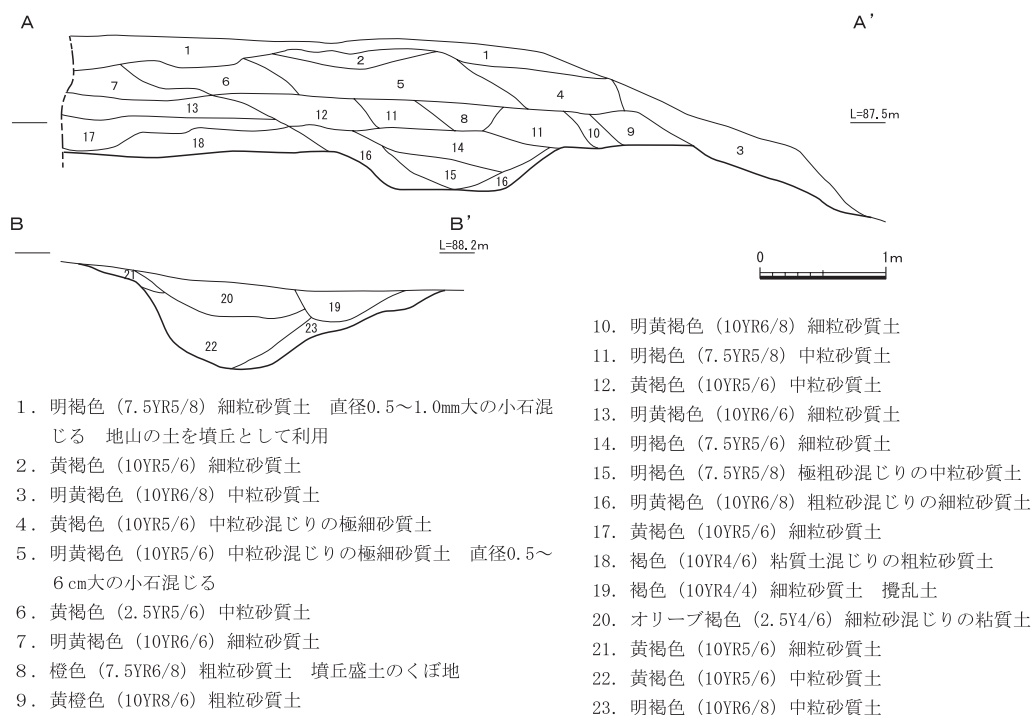 A
A’
1
2
1
6
5
7
4
13
12
11
8
11
10
9
L=87.5m
17
18
16
14
3
15
16
B
B’
L=88.2m
0
1m
21
20
19
23
22
1．明褐色（7.5YR5/8）細粒砂質土　直径0.5～1.0mm大の小石混
じる　地山の土を墳丘として利用
2．黄褐色（10YR5/6）細粒砂質土
3．明黄褐色（10YR6/8）中粒砂質土
4．黄褐色（10YR5/6）中粒砂混じりの極細砂質土
5．明黄褐色（10YR5/6）中粒砂混じりの極細砂質土　直径0.5～
6㎝大の小石混じる
6．黄褐色（2.5YR5/6）中粒砂質土
7．明黄褐色（10YR6/6）細粒砂質土
8．橙色（7.5YR6/8）粗粒砂質土　墳丘盛土のくぼ地
9．黄橙色（10YR8/6）粗粒砂質土
10．明黄褐色（10YR6/8）細粒砂質土
11．明褐色（7.5YR5/8）中粒砂質土
12．黄褐色（10YR5/6）中粒砂質土
13．明黄褐色（10YR6/6）細粒砂質土
14．明褐色（7.5YR5/6）細粒砂質土
15．明褐色（7.5YR5/8）極粗砂混じりの中粒砂質土
16．明黄褐色（10YR6/8）粗粒砂混じりの細粒砂質土
17．黄褐色（10YR5/6）細粒砂質土
18．褐色（10YR4/6）粘質土混じりの粗粒砂質土
19．褐色（10YR4/4）細粒砂質土　攪乱土
20．オリーブ褐色（2.5Y4/6）細粒砂混じりの粘質土
21．黄褐色（10YR5/6）細粒砂質土
22．黄褐色（10YR5/6）中粒砂質土
23．明褐色（10YR6/8）中粒砂質土